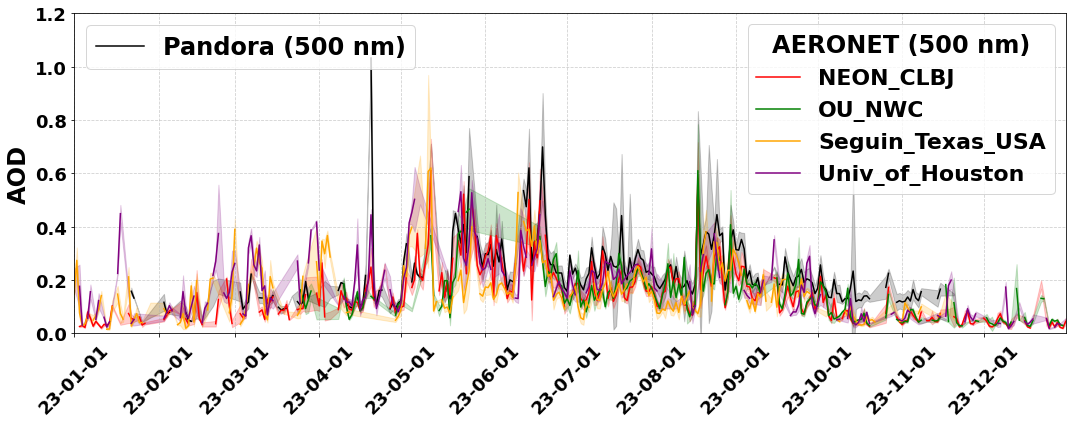 1.2
1.0
0.8
0.6
0.4
0.2
0.0
AOD
Pandora (500 nm)
AERONET (500 nm)
NEON_CLBJ
OU_NWC
Seguin_Texas_USA
Univ_of_Houston
23-01-01
23-02-01
23-03-01
23-04-01
23-05-01
23-06-01
23-07-01
23-08-01
23-09-01
23-10-01
23-11-01
23-12-01